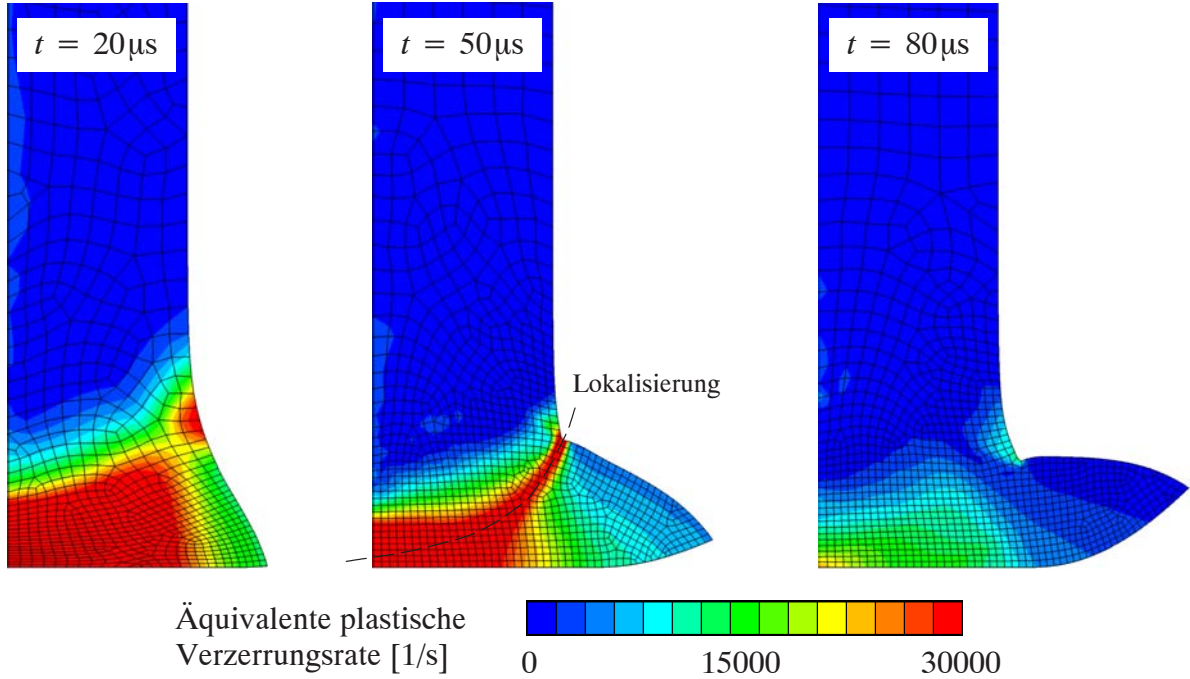 t = 20µs
t = 50µs
t = 80µs
Lokalisierung
Äquivalente plastische
Verzerrungsrate [1/s]
0 15000 30000